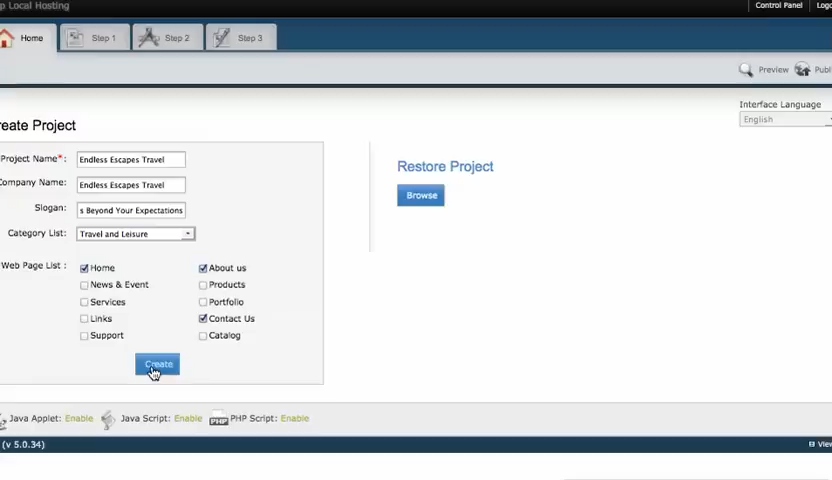 p Local Hosting
Control Panel
Logo
Home
Step 1
Step 2
Step 3
Preview
Publ
Interface Language
English
reate Project
Project Name*: Endless Escapes Travel
Company Name: Endless Escapes Travel
Slogan: s Beyond Your Expectations
Category List: Travel and Leisure
Web Page List :
Home
About us
News & Event
Products
Services
Portfolio
Links
Contact Us
Support
Catalog
Create
Restore Project
Browse
Java Applet: Enable
Java Script: Enable
PHP Script: Enable
(v 5.0.34)
View